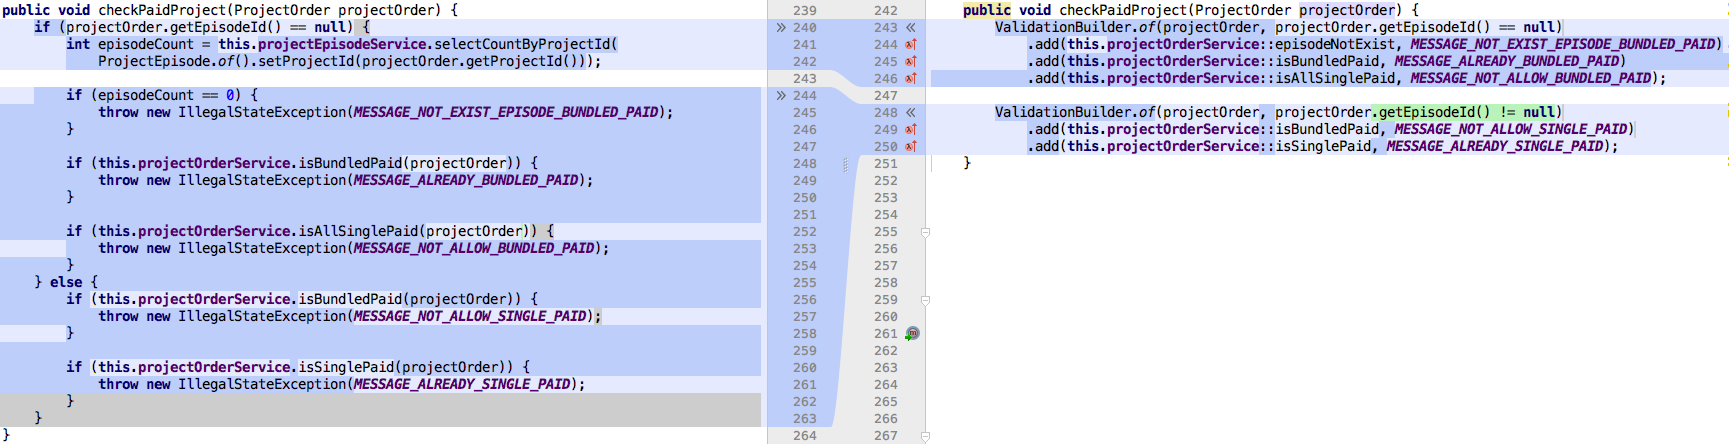 public void checkPaidProject(ProjectOrder projectOrder) {
if (projectOrder.getEpisodeId() == null) {
int episodeCount = this.projectEpisodeService.selectCountByProjectId(
ProjectEpisode.of().setProjectId(projectOrder.getProjectId()));
if (episodeCount == 0) {
throw new IllegalStateException(MESSAGE_NOT_EXIST_EPISODE_BUNDLED_PAID);
}
if (this.projectOrderService.isBundledPaid(projectOrder)) {
throw new IllegalStateException(MESSAGE_ALREADY_BUNDLED_PAID);
}
if (this.projectOrderService.isAllSinglePaid(projectOrder)) {
throw new IllegalStateException(MESSAGE_NOT_ALLOW_BUNDLED_PAID);
}
} else {
if (this.projectOrderService.isBundledPaid(projectOrder)) {
throw new IllegalStateException(MESSAGE_NOT_ALLOW_SINGLE_PAID);
}
if (this.projectOrderService.isSinglePaid(projectOrder)) {
throw new IllegalStateException(MESSAGE_ALREADY_SINGLE_PAID);
}
}
}
239 242
» 240 243 «
241 244
242 245
243 246
» 244 247
245 248 «
246 249
247 250
248 251
249 252
250 253
251 254
252 255
253 256
254 257
255 258
256 259
257 260
258 261
259 262
260 263
261 264
262 265
263 266
264 267
public void checkPaidProject(ProjectOrder projectOrder) {
ValidationBuilder.of(projectOrder, projectOrder.getEpisodeId() == null)
.add(this.projectOrderService::episodeNotExist, MESSAGE_NOT_EXIST_EPISODE_BUNDLED_PAID)
.add(this.projectOrderService::isBundledPaid, MESSAGE_ALREADY_BUNDLED_PAID)
.add(this.projectOrderService::isAllSinglePaid, MESSAGE_NOT_ALLOW_BUNDLED_PAID);
ValidationBuilder.of(projectOrder, projectOrder.getEpisodeId() != null)
.add(this.projectOrderService::isBundledPaid, MESSAGE_NOT_ALLOW_SINGLE_PAID)
.add(this.projectOrderService::isSinglePaid, MESSAGE_ALREADY_SINGLE_PAID);
}